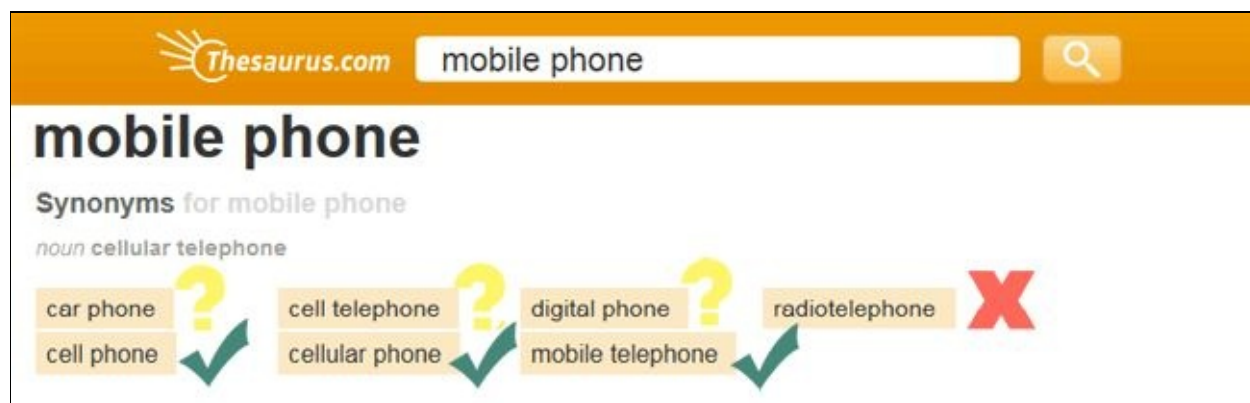 Thesaurus.com mobile phone
mobile phone
Synonyms for mobile phone
noun cellular telephone
car phone ? cell telephone ? digital phone ? radiotelephone X
cell phone cellular phone mobile telephone